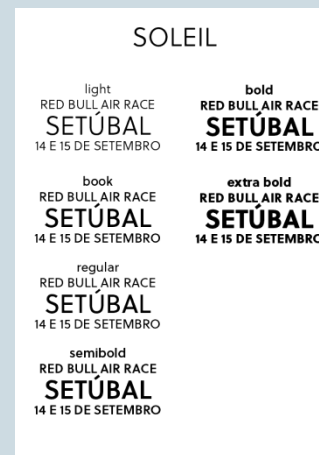 SOLEIL
light
RED BULL AIR RACE
SETÚBAL
14 E 15 DE SETEMBRO
book
RED BULL AIR RACE
SETÚBAL
14 E 15 DE SETEMBRO
regular
RED BULL AIR RACE
SETÚBAL
14 E 15 DE SETEMBRO
semibold
RED BULL AIR RACE
SETÚBAL
14 E 15 DE SETEMBRO
bold
RED BULL AIR RACE
SETÚBAL
14 E 15 DE SETEMBRO
extra bold
RED BULL AIR RACE
SETÚBAL
14 E 15 DE SETEMBRO